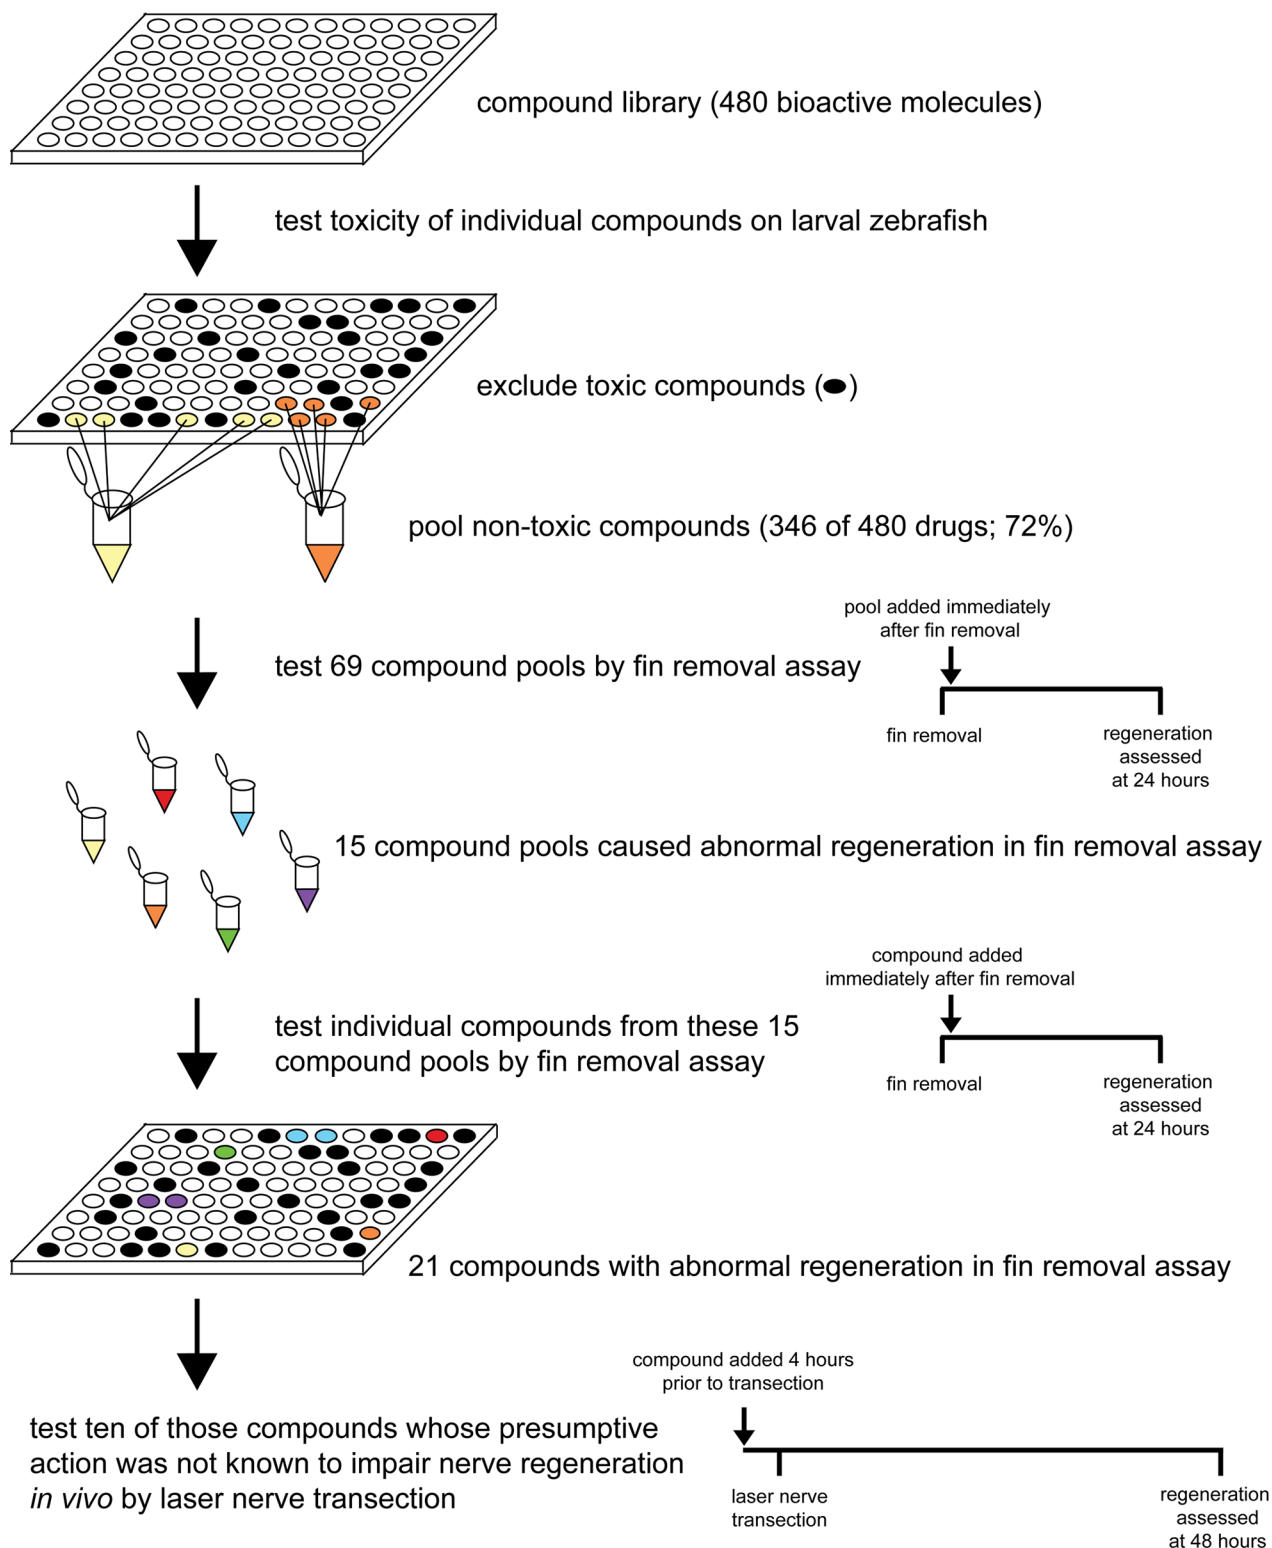 compound library (480 bioactive molecules)
test toxicity of individual compounds on larval zebrafish
exclude toxic compounds ( )
pool non-toxic compounds (346 of 480 drugs; 72%)
pool added immediately
after fin removal
test 69 compound pools by fin removal assay
fin removal
regeneration
assessed
at 24 hours
15 compound pools caused abnormal regeneration in fin removal assay
compound added
immediately after fin removal
test individual compounds from these 15
compound pools by fin removal assay
fin removal
regeneration
assessed
at 24 hours
21 compounds with abnormal regeneration in fin removal assay
compound added 4 hours
prior to transection
test ten of those compounds whose presumptive
action was not known to impair nerve regeneration
in vivo by laser nerve transection
laser nerve
transection
regeneration
assessed
at 48 hours